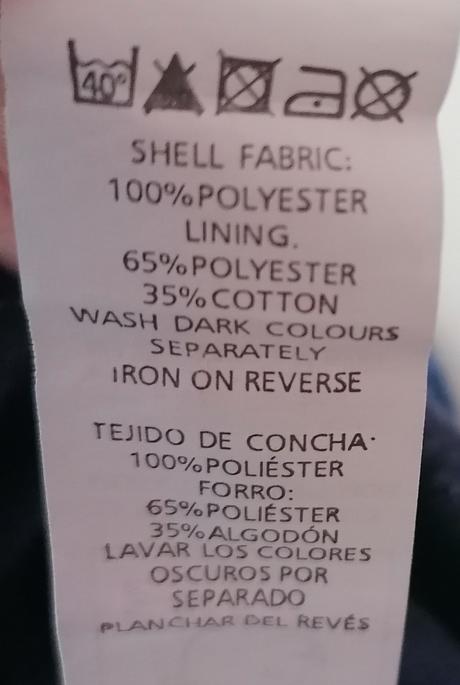 40°
SHELL FABRIC:
100%POLYESTER
LINING.
65%POLYESTER
35%COTTON
WASH DARK COLOURS
SEPARATELY
IRON ON REVERSE
TEJIDO DE CONCHA·
100%POLIÉSTER
FORRO:
65%POLIÉSTER
35%ALGODÓN
LAVAR LOS COLORES
OSCUROS POR
SEPARADO
PLANCHAR DEL REVÉS